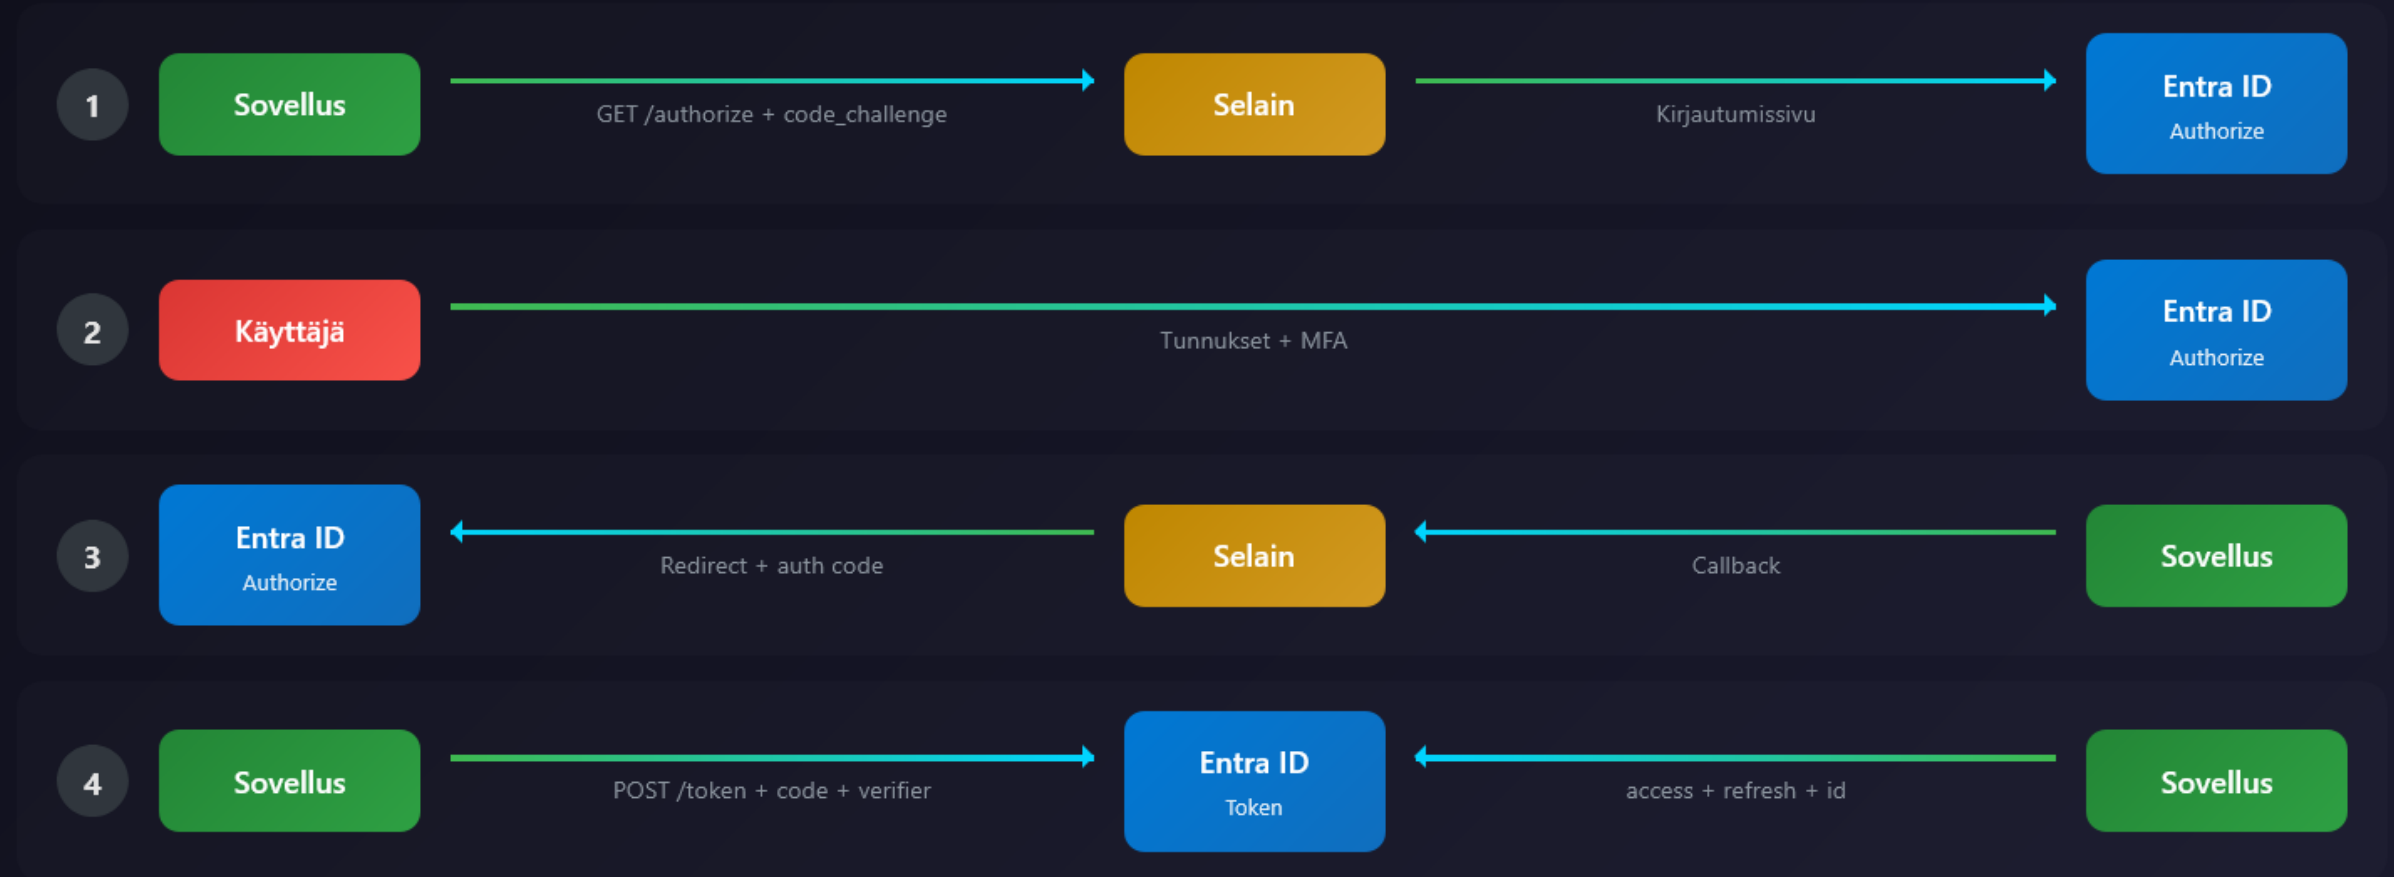 1
Sovellus
GET /authorize + code_challenge
Selain
Kirjautumissivu
Entra ID
Authorize
2
Käyttäjä
Tunnukset + MFA
Entra ID
Authorize
3
Entra ID
Authorize
Redirect + auth code
Selain
Callback
Sovellus
4
Sovellus
POST /token + code + verifier
Entra ID
Token
access + refresh + id
Sovellus